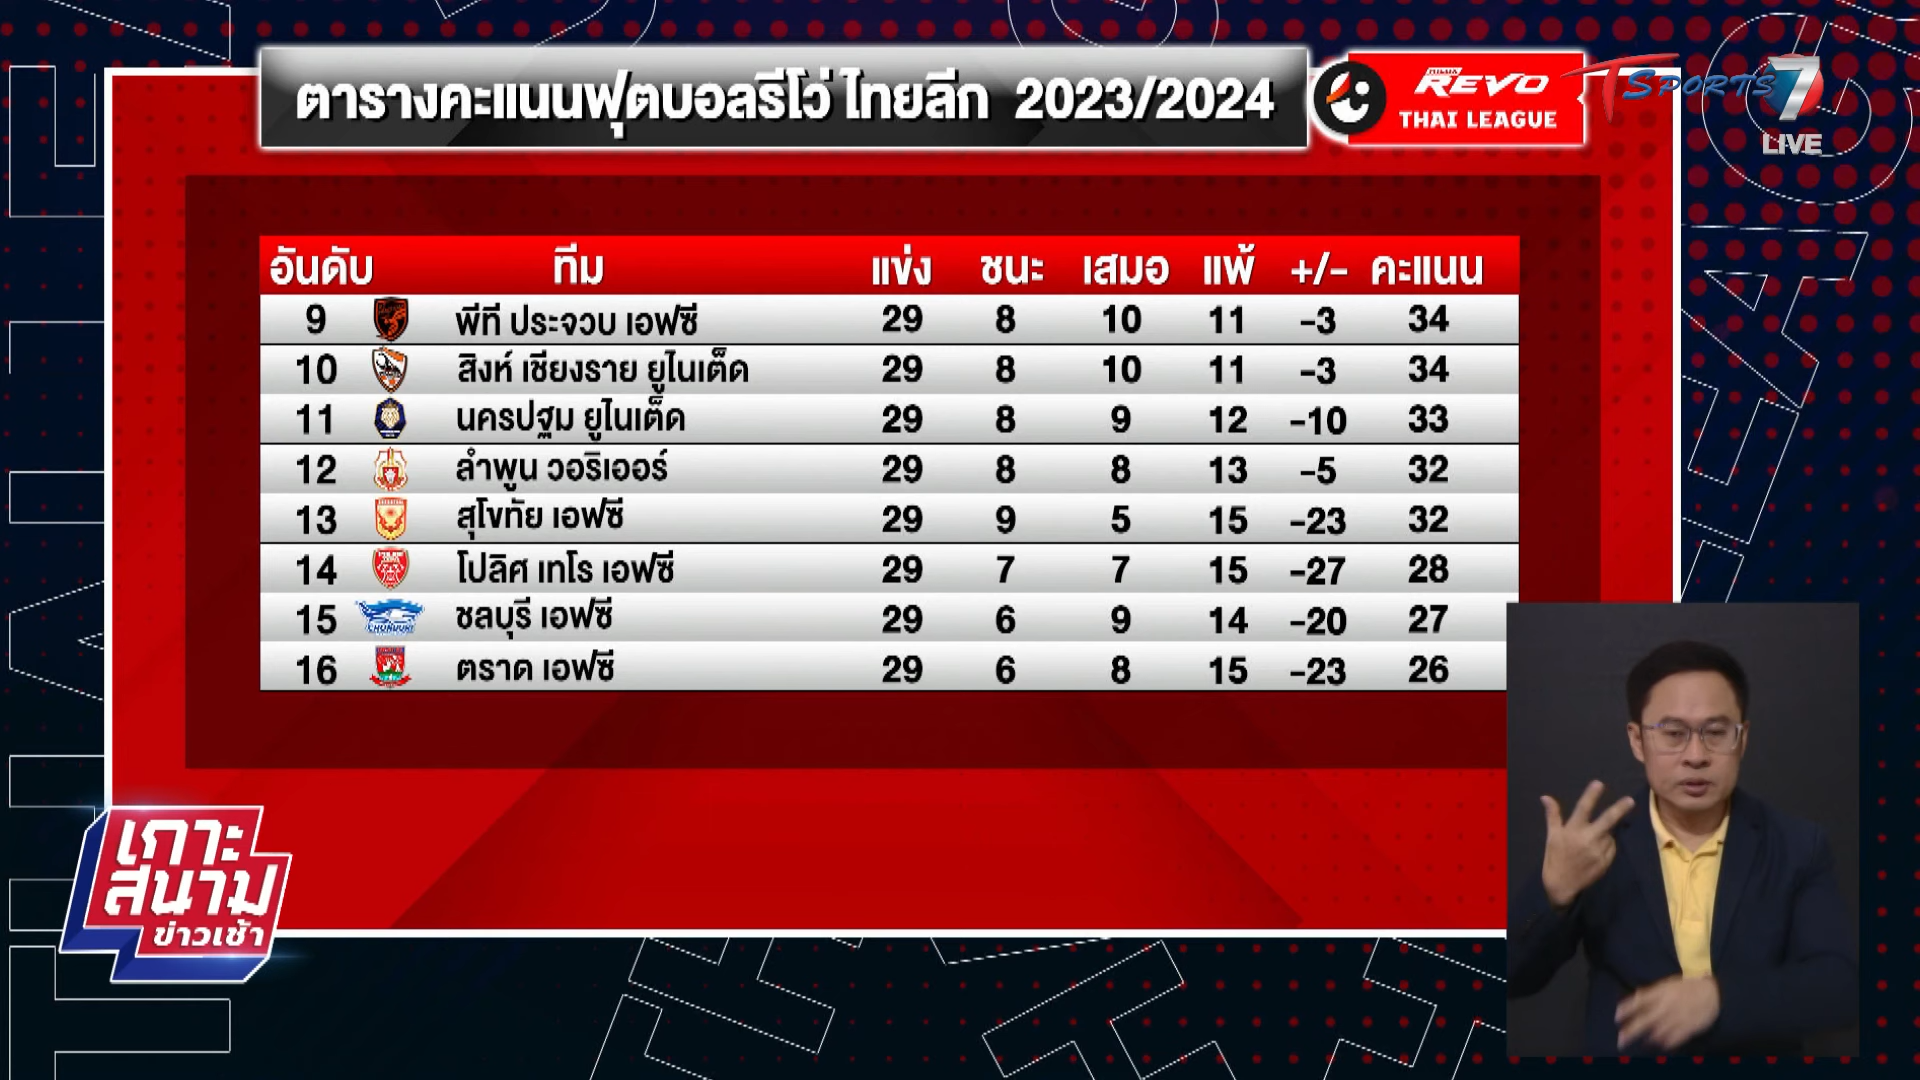 ตารางคะแนนฟุตบอลรีโว่ ไทยลีก 2023/2024
REVO
THAI LEAGUE
T SPORTS 7
LIVE
อันดับ ทีม แข่ง ชนะ เสมอ แพ้ +/- คะแนน
9 พีที ประจวบ เอฟซี 29 8 10 11 -3 34
10 สิงห์ เชียงราย ยูไนเต็ด 29 8 10 11 -3 34
11 นครปฐม ยูไนเต็ด 29 8 9 12 -10 33
12 ลำพูน วอริเออร์ 29 8 8 13 -5 32
13 สุโขทัย เอฟซี 29 9 5 15 -23 32
14 โปลิศ เทโร เอฟซี 29 7 7 15 -27 28
15 ชลบุรี เอฟซี 29 6 9 14 -20 27
16 ตราด เอฟซี 29 6 8 15 -23 26
เกาะ
สนาม
ข่าวเช้า